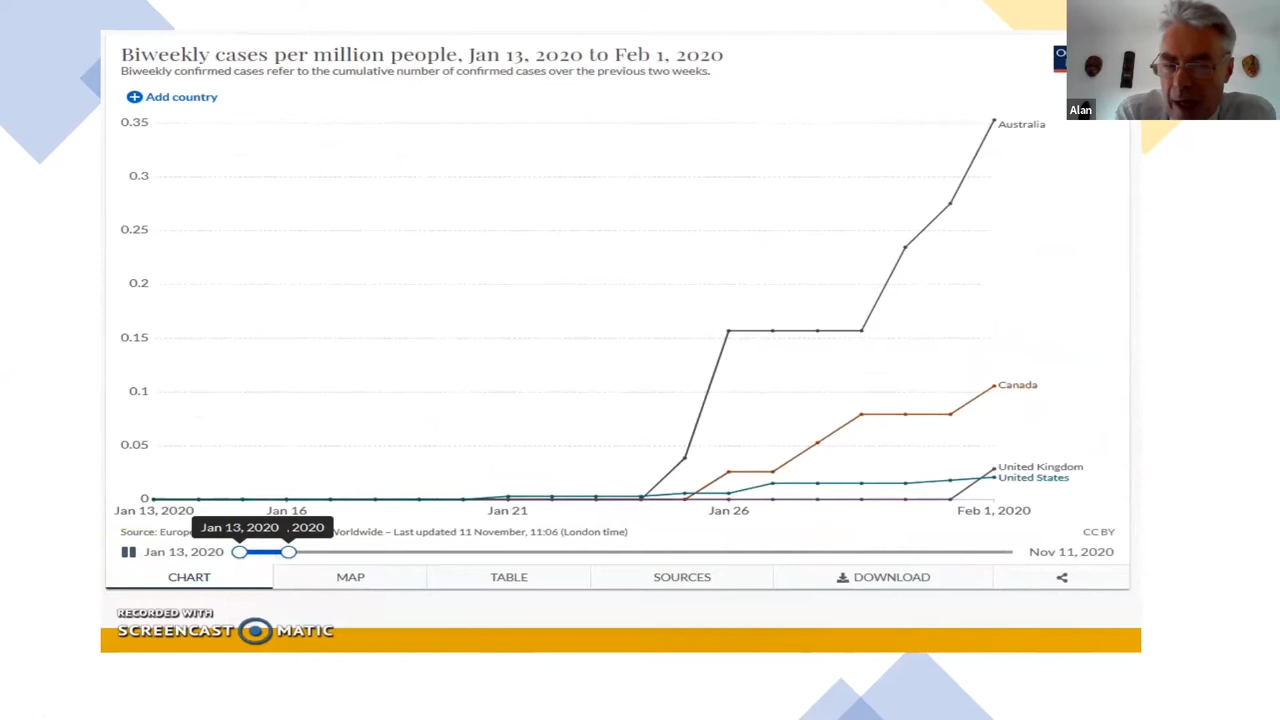 Biweekly cases per million people, Jan 13, 2020 to Feb 1, 2020
Biweekly confirmed cases refer to the cumulative number of confirmed cases over the previous two weeks.
Alan
Add country
0.35
Australia
0.3
0.25
0.2
0.15
0.1
Canada
0.05
United Kingdom
United States
0
Jan 13, 2020
Jan 16
Jan 21
Jan 26
Feb 1, 2020
Jan 13, 2020
, 2020
Source: Europe
Worldwide – Last updated 11 November, 11:06 (London time)
CC BY
Jan 13, 2020
Nov 11, 2020
CHART
MAP
TABLE
SOURCES
DOWNLOAD
RECORDED WITH
SCREENCAST MATIC